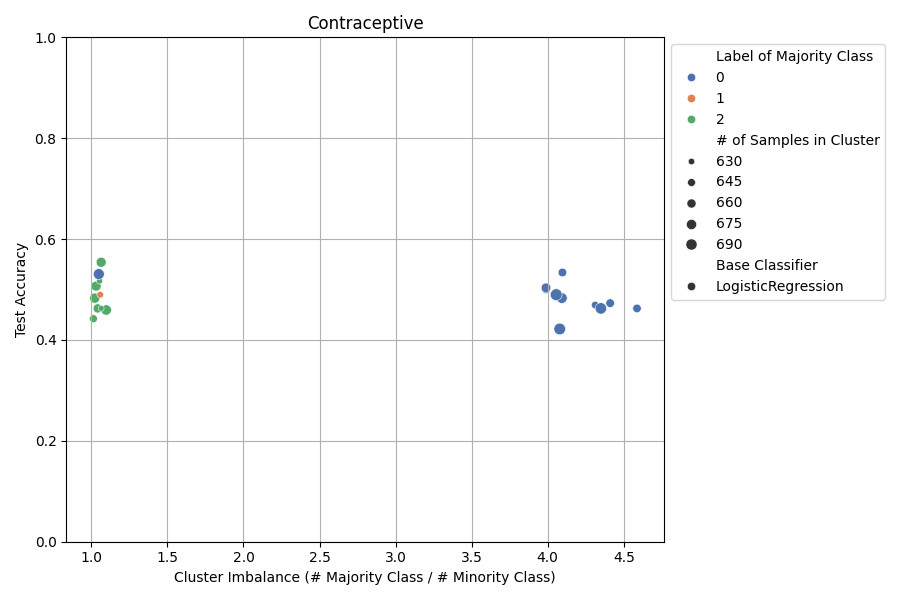 Contraceptive
1.0
0.8
0.6
0.4
0.2
0.0
Test Accuracy
1.0 1.5 2.0 2.5 3.0 3.5 4.0 4.5
Cluster Imbalance (# Majority Class / # Minority Class)
Label of Majority Class
0
1
2
# of Samples in Cluster
630
645
660
675
690
Base Classifier
LogisticRegression